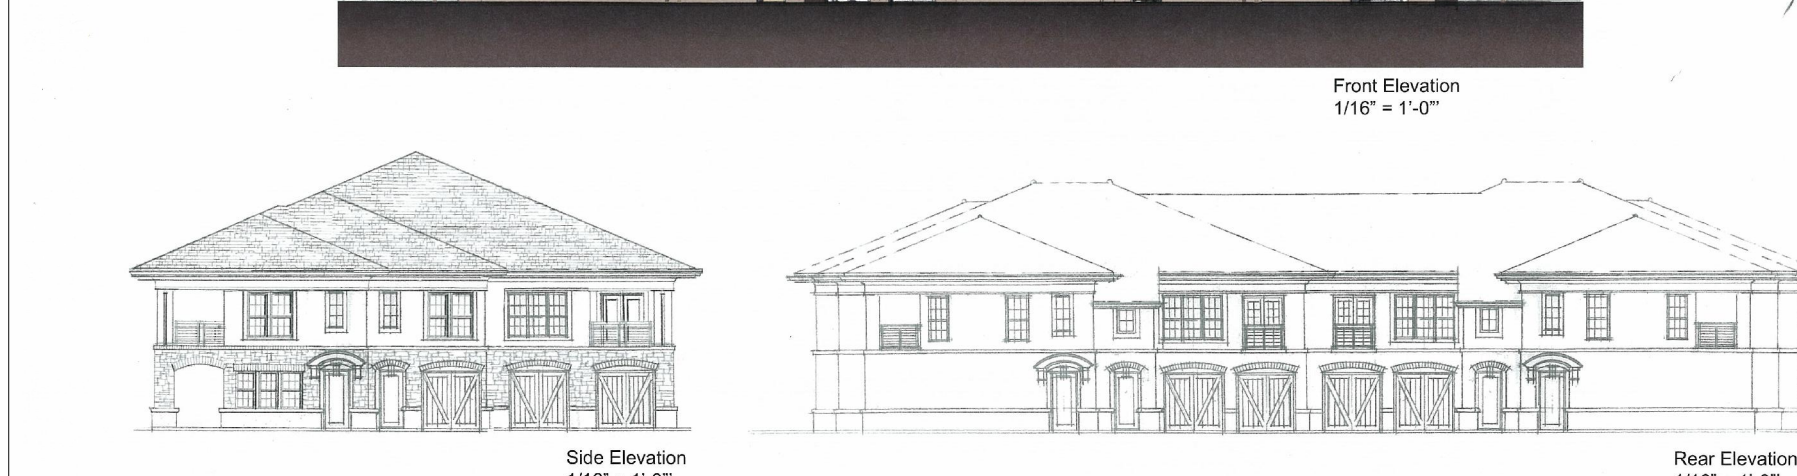 Front Elevation
1/16” = 1’-0”’
Side Elevation
Rear Elevation